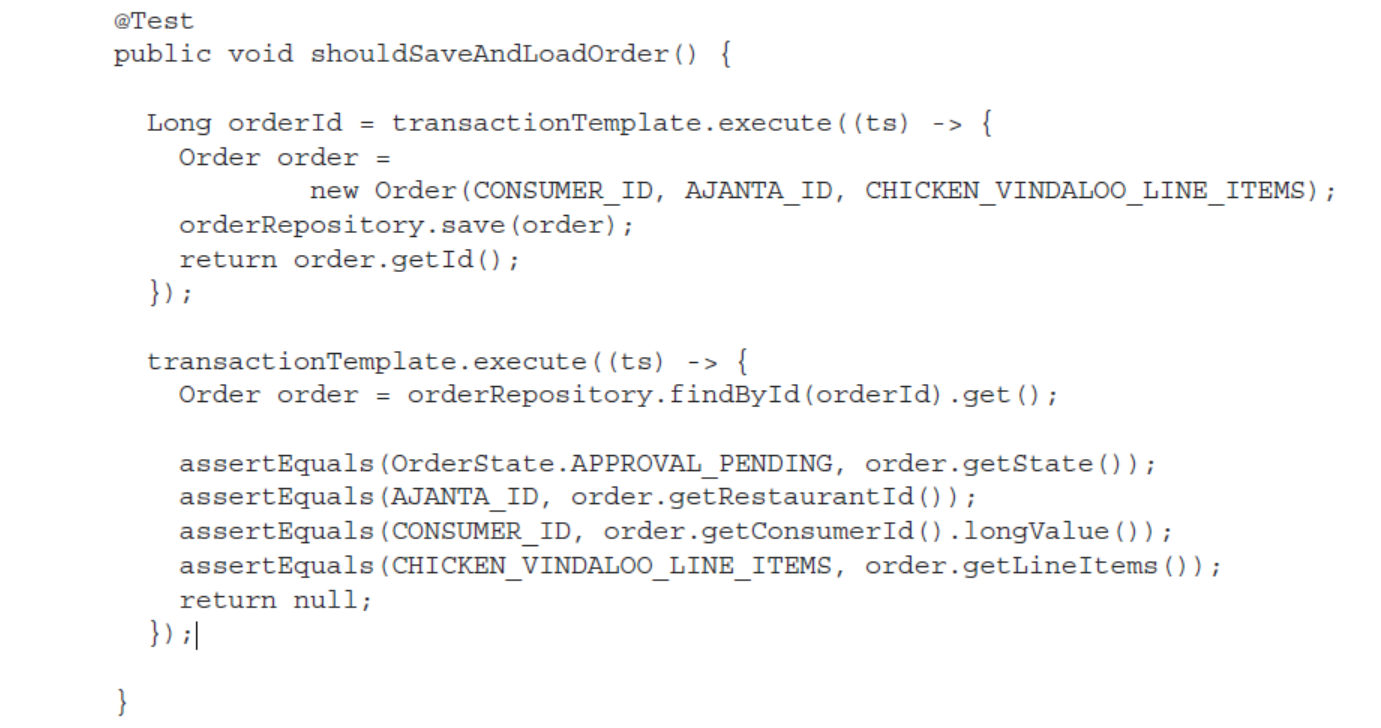 @Test
public void shouldSaveAndLoadOrder() {
Long orderId = transactionTemplate.execute((ts) -> {
Order order =
new Order(CONSUMER_ID, AJANTA_ID, CHICKEN_VINDALOO_LINE_ITEMS);
orderRepository.save(order);
return order.getId();
});
transactionTemplate.execute((ts) -> {
Order order = orderRepository.findById(orderId).get();
assertEquals(OrderState.APPROVAL_PENDING, order.getState());
assertEquals(AJANTA_ID, order.getRestaurantId());
assertEquals(CONSUMER_ID, order.getConsumerId().longValue());
assertEquals(CHICKEN_VINDALOO_LINE_ITEMS, order.getLineItems());
return null;
});
}